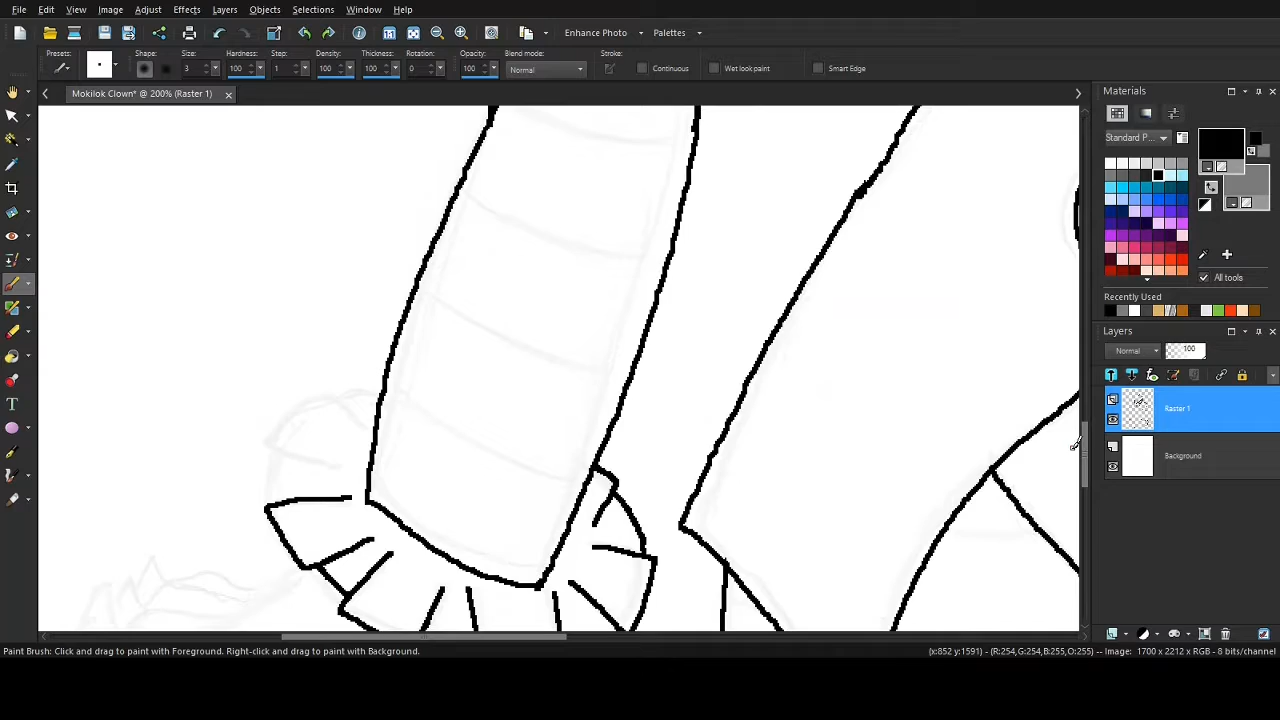 File Edit View Image Adjust Effects Layers Objects Selections Window Help
Enhance Photo Palettes
Presets: Shape: Size: Hardness: Step: Density: Thickness: Rotation: Opacity: Blend mode: Stroke:
3 100 1 100 100 0 100 Normal Continuous Wet look paint Smart Edge
Mokilok Clown* @ 200% (Raster 1)
Materials
Standard P...
All tools
Recently Used
Layers
Normal 100
Raster 1
Background
Paint Brush: Click and drag to paint with Foreground. Right-click and drag to paint with Background.
(x:852 y:1591) -- (R:254,G:254,B:255,O:255) -- Image: 1700 x 2212 x RGB - 8 bits/channel